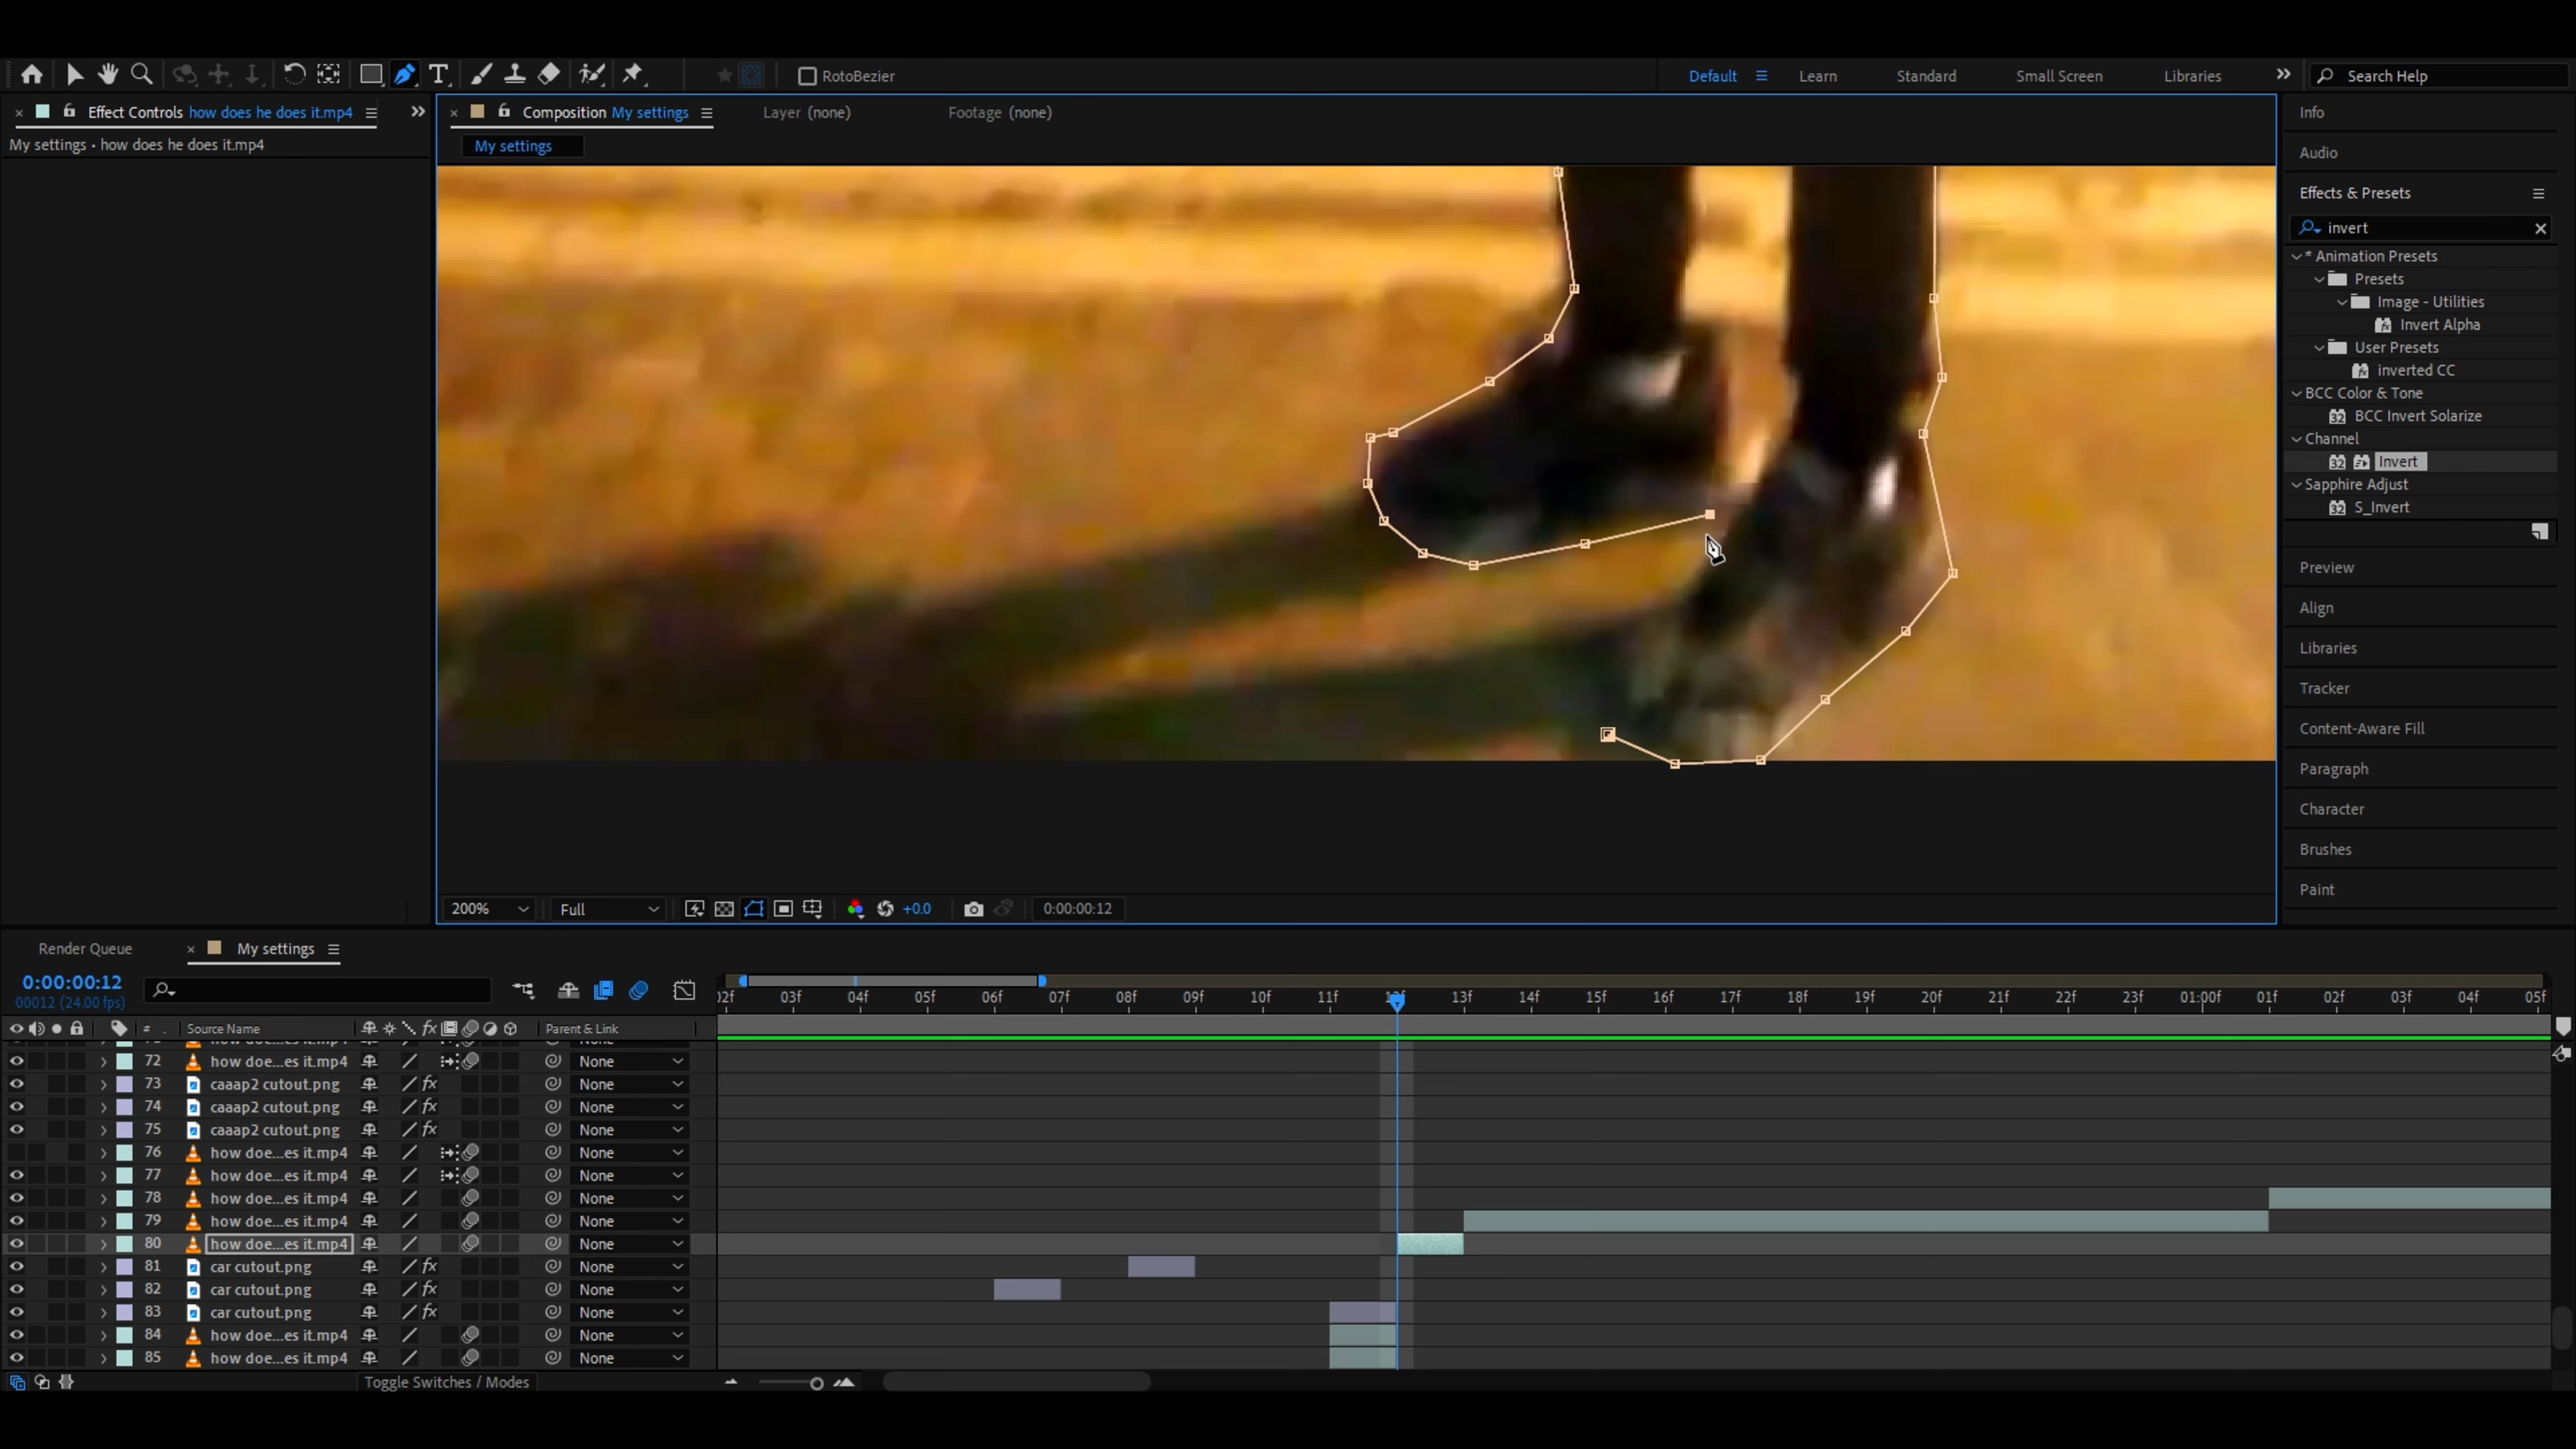 RotoBezier
Default
Learn
Standard
Small Screen
Libraries
Search Help
Effect Controls how does he does it.mp4
Composition My settings
Layer (none)
Footage (none)
My settings • how does he does it.mp4
My settings
Info
Audio
Effects & Presets
invert
* Animation Presets
Presets
Image - Utilities
Invert Alpha
User Presets
inverted CC
BCC Color & Tone
32 BCC Invert Solarize
Channel
32 Invert
Sapphire Adjust
32 S_Invert
Preview
Align
Libraries
Tracker
Content-Aware Fill
Paragraph
Character
Brushes
Paint
200%
Full
+0.0
0:00:00:12
Render Queue
My settings
0:00:00:12
00012 (24.00 fps)
02f 03f 04f 05f 06f 07f 08f 09f 10f 11f 12f 13f 14f 15f 16f 17f 18f 19f 20f 21f 22f 23f 01:00f 01f 02f 03f 04f 05f
# Source Name fx Parent & Link
72 how doe...es it.mp4 None
73 caaap2 cutout.png fx None
74 caaap2 cutout.png fx None
75 caaap2 cutout.png fx None
76 how doe...es it.mp4 None
77 how doe...es it.mp4 None
78 how doe...es it.mp4 None
79 how doe...es it.mp4 None
80 how doe...es it.mp4 None
81 car cutout.png fx None
82 car cutout.png fx None
83 car cutout.png fx None
84 how doe...es it.mp4 None
85 how doe...es it.mp4 None
Toggle Switches / Modes